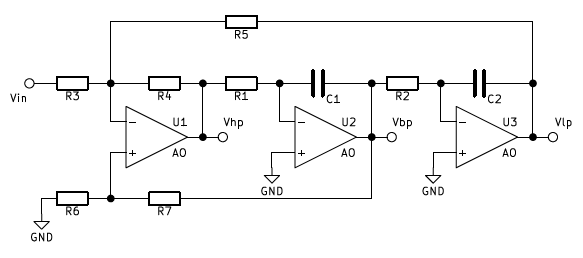 R5
Vin
R3
R4
R1
C1
R2
C2
U1
Vhp
U2
Vbp
U3
Vlp
AO
AO
AO
GND
GND
R6
R7
GND